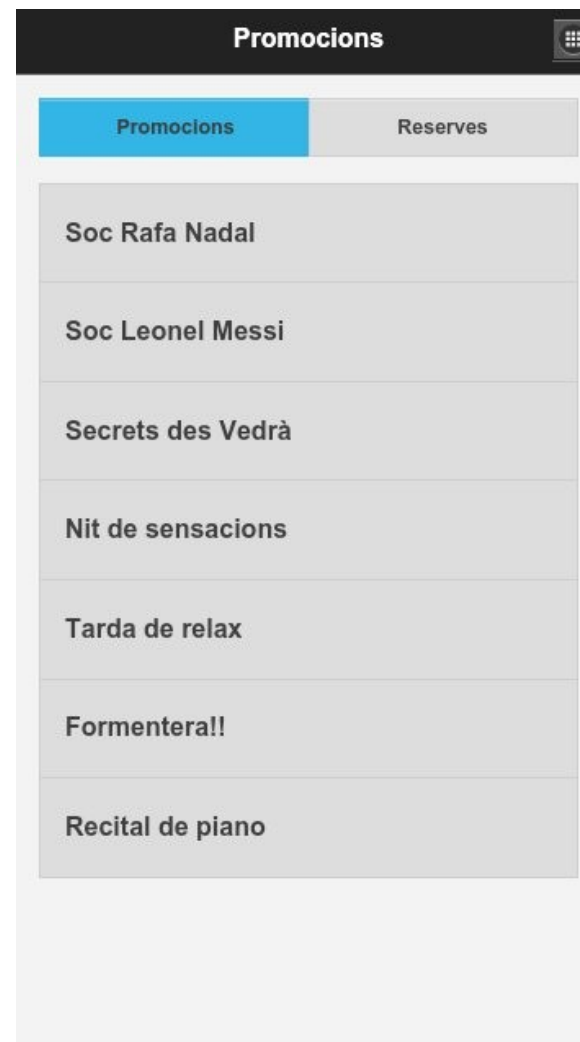 Promocions
Promocions Reserves
Soc Rafa Nadal
Soc Leonel Messi
Secrets des Vedrà
Nit de sensacions
Tarda de relax
Formentera!!
Recital de piano